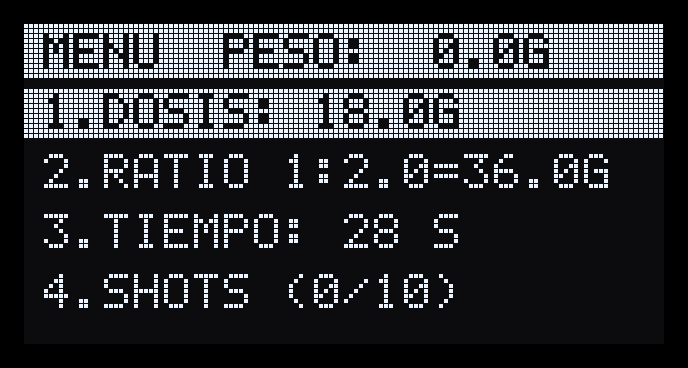 MENU PESO: 0.0G
1.DOSIS: 18.0G
2.RATIO 1:2.0=36.0G
3.TIEMPO: 28 S
4.SHOTS (0/10)